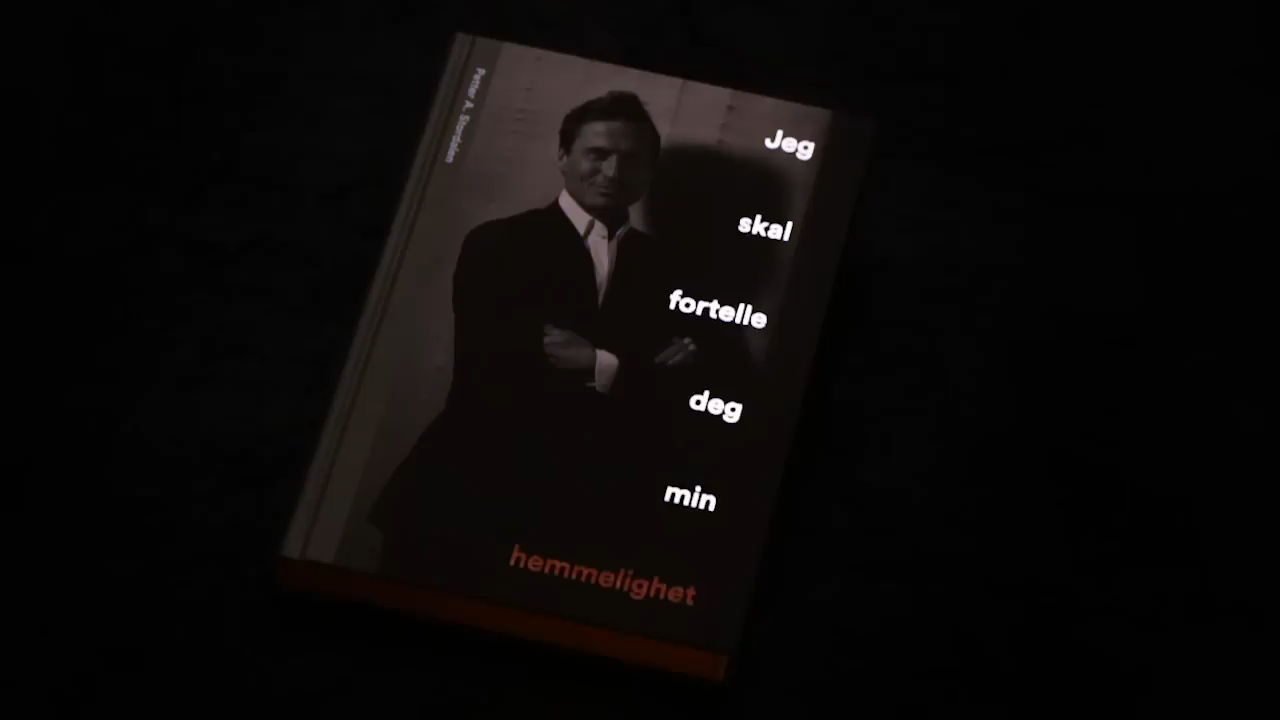 Petter A. Stordalen
Jeg
skal
fortelle
deg
min
hemmelighet